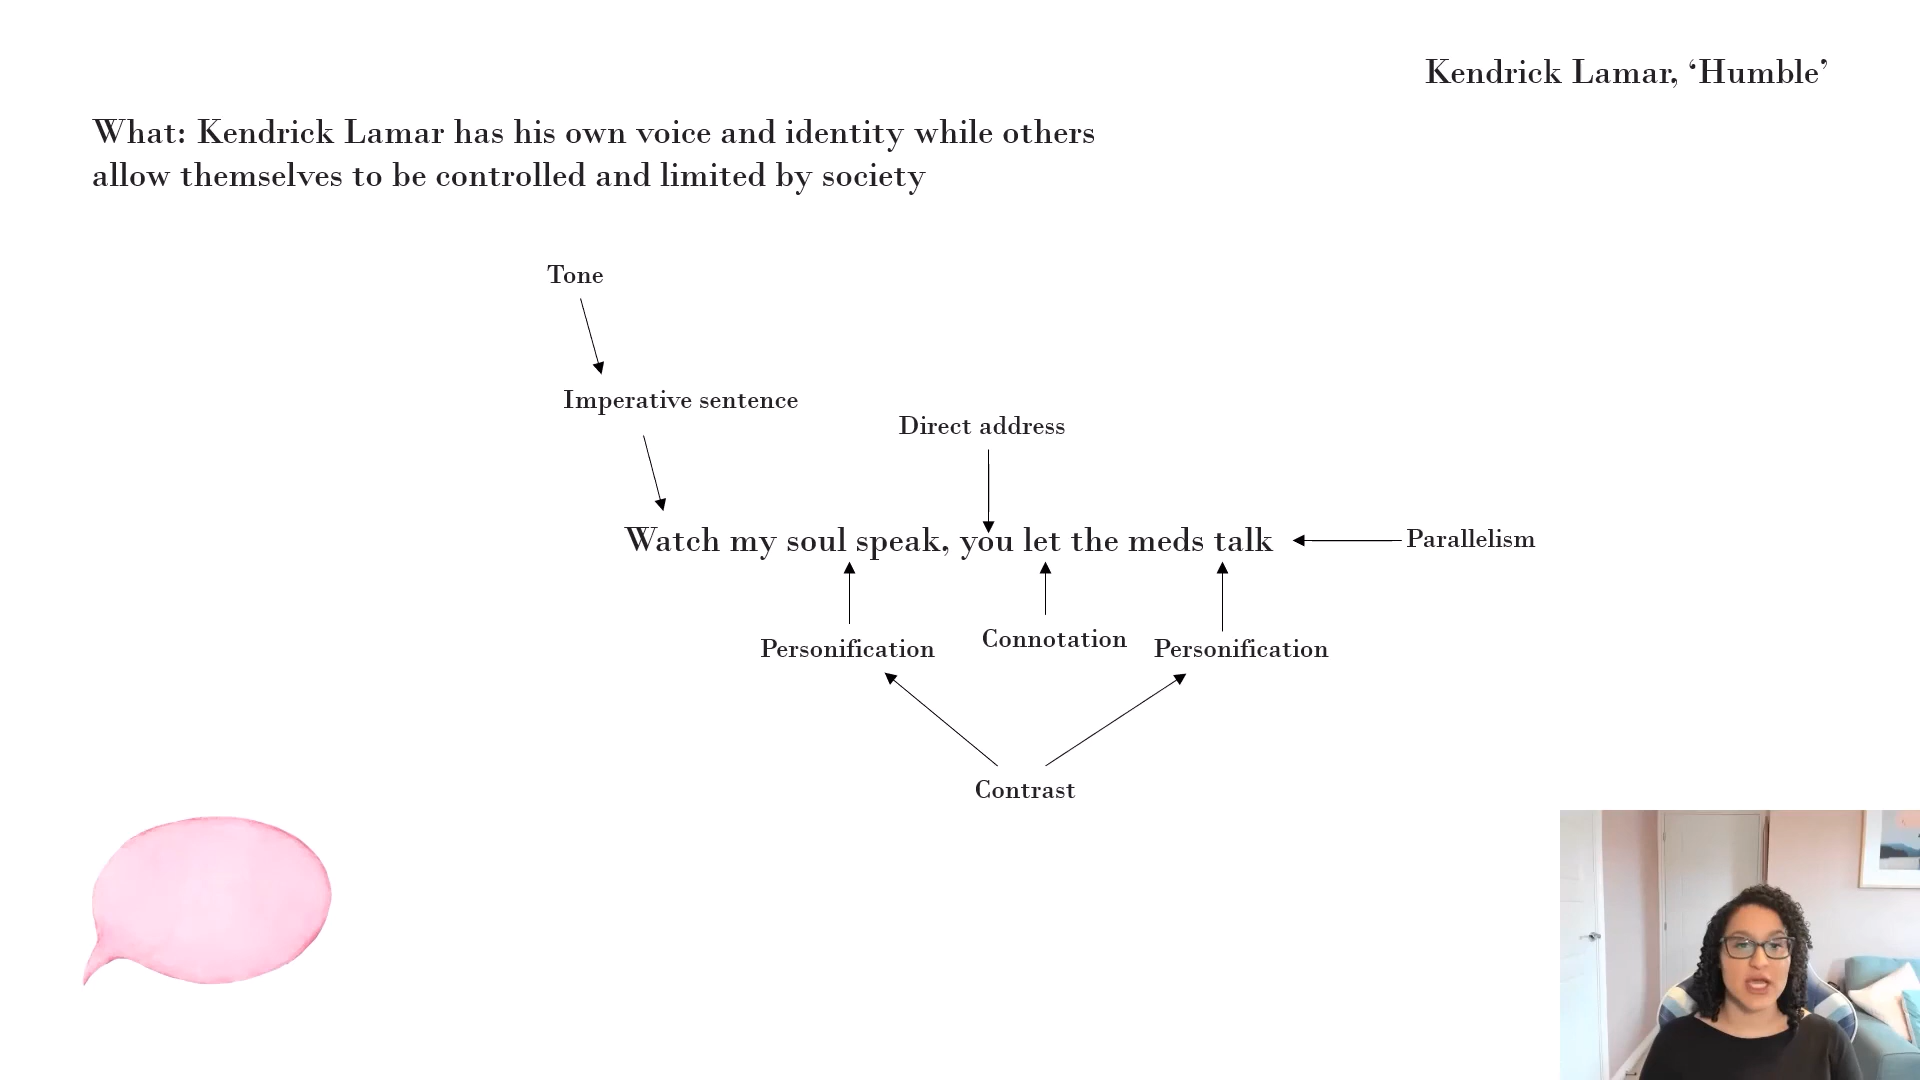 Kendrick Lamar, ‘Humble’
What: Kendrick Lamar has his own voice and identity while others
allow themselves to be controlled and limited by society
Tone
Imperative sentence
Direct address
Watch my soul speak, you let the meds talk
Parallelism
Personification
Connotation
Personification
Contrast